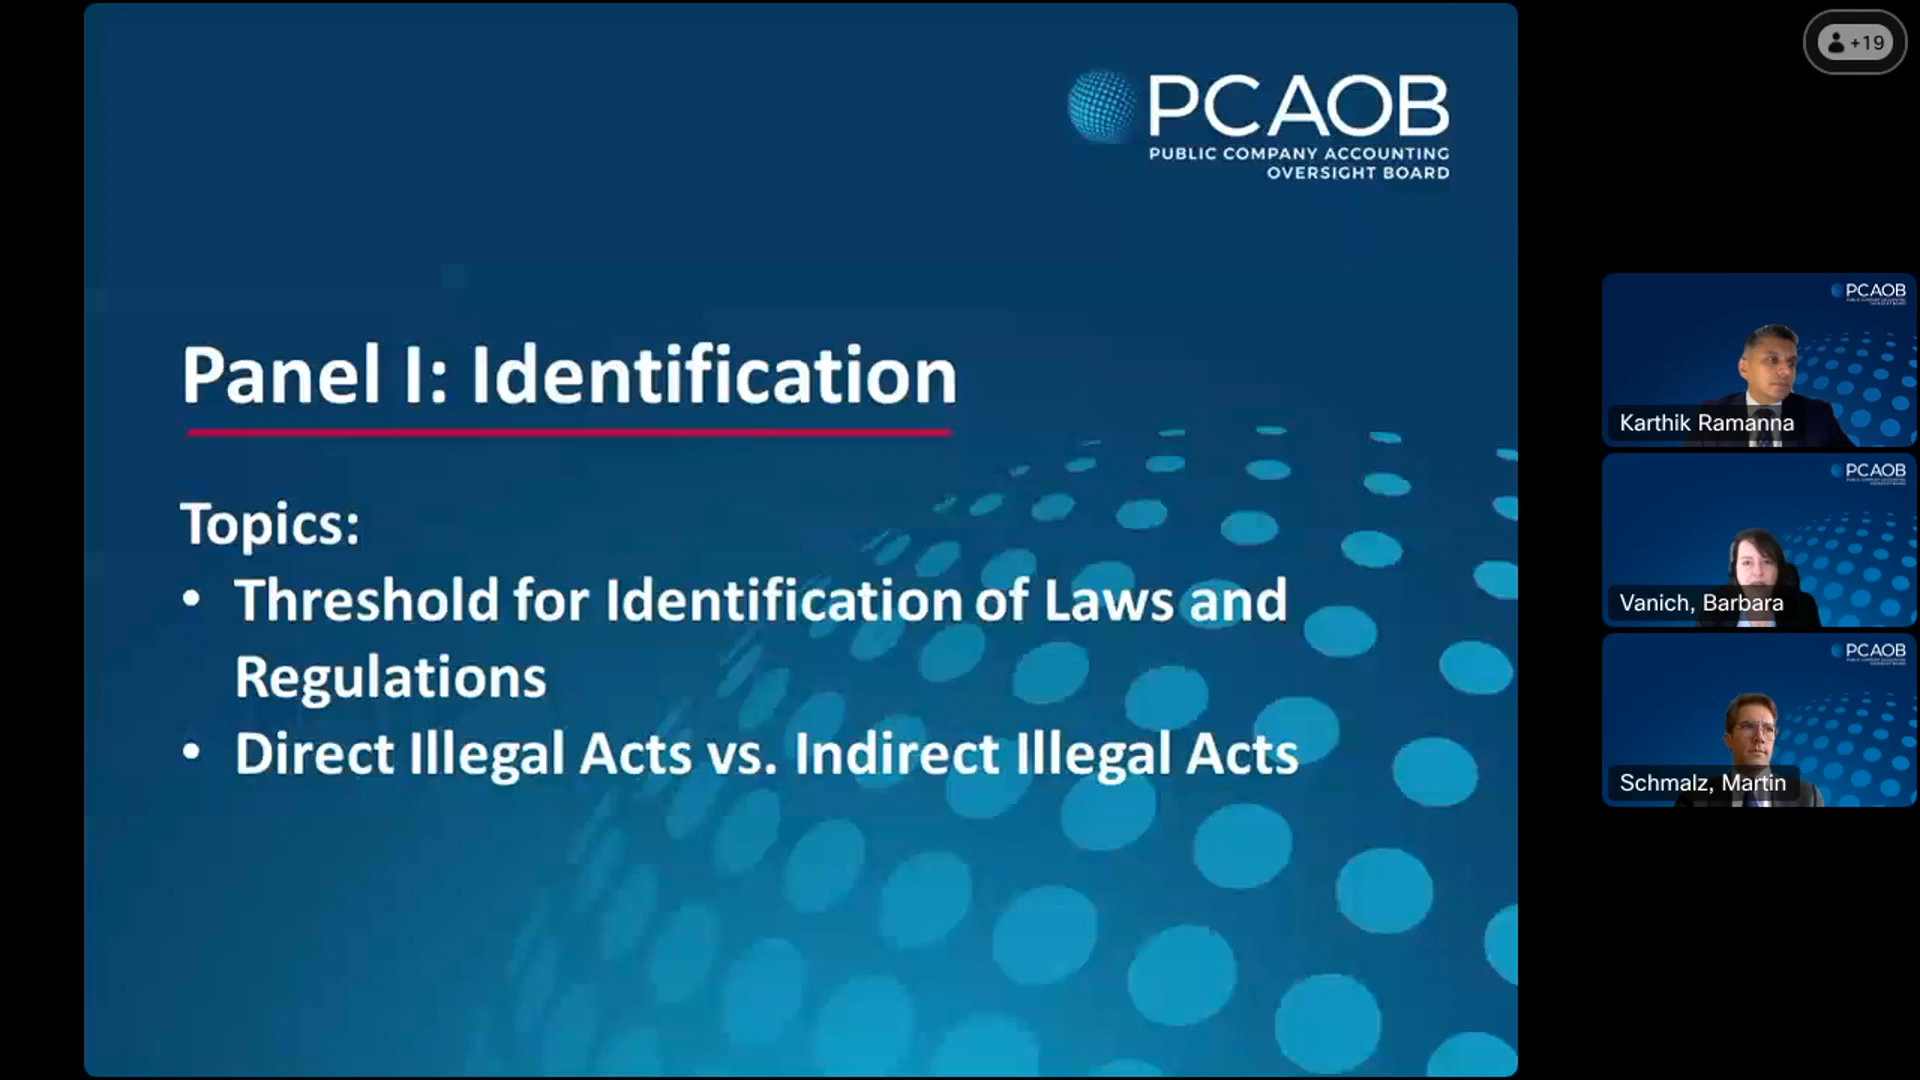 PCAOB
PUBLIC COMPANY ACCOUNTING
OVERSIGHT BOARD
Panel I: Identification
Topics:
• Threshold for Identification of Laws and
Regulations
• Direct Illegal Acts vs. Indirect Illegal Acts
+19
PCAOB
Karthik Ramanna
PCAOB
Vanich, Barbara
PCAOB
Schmalz, Martin